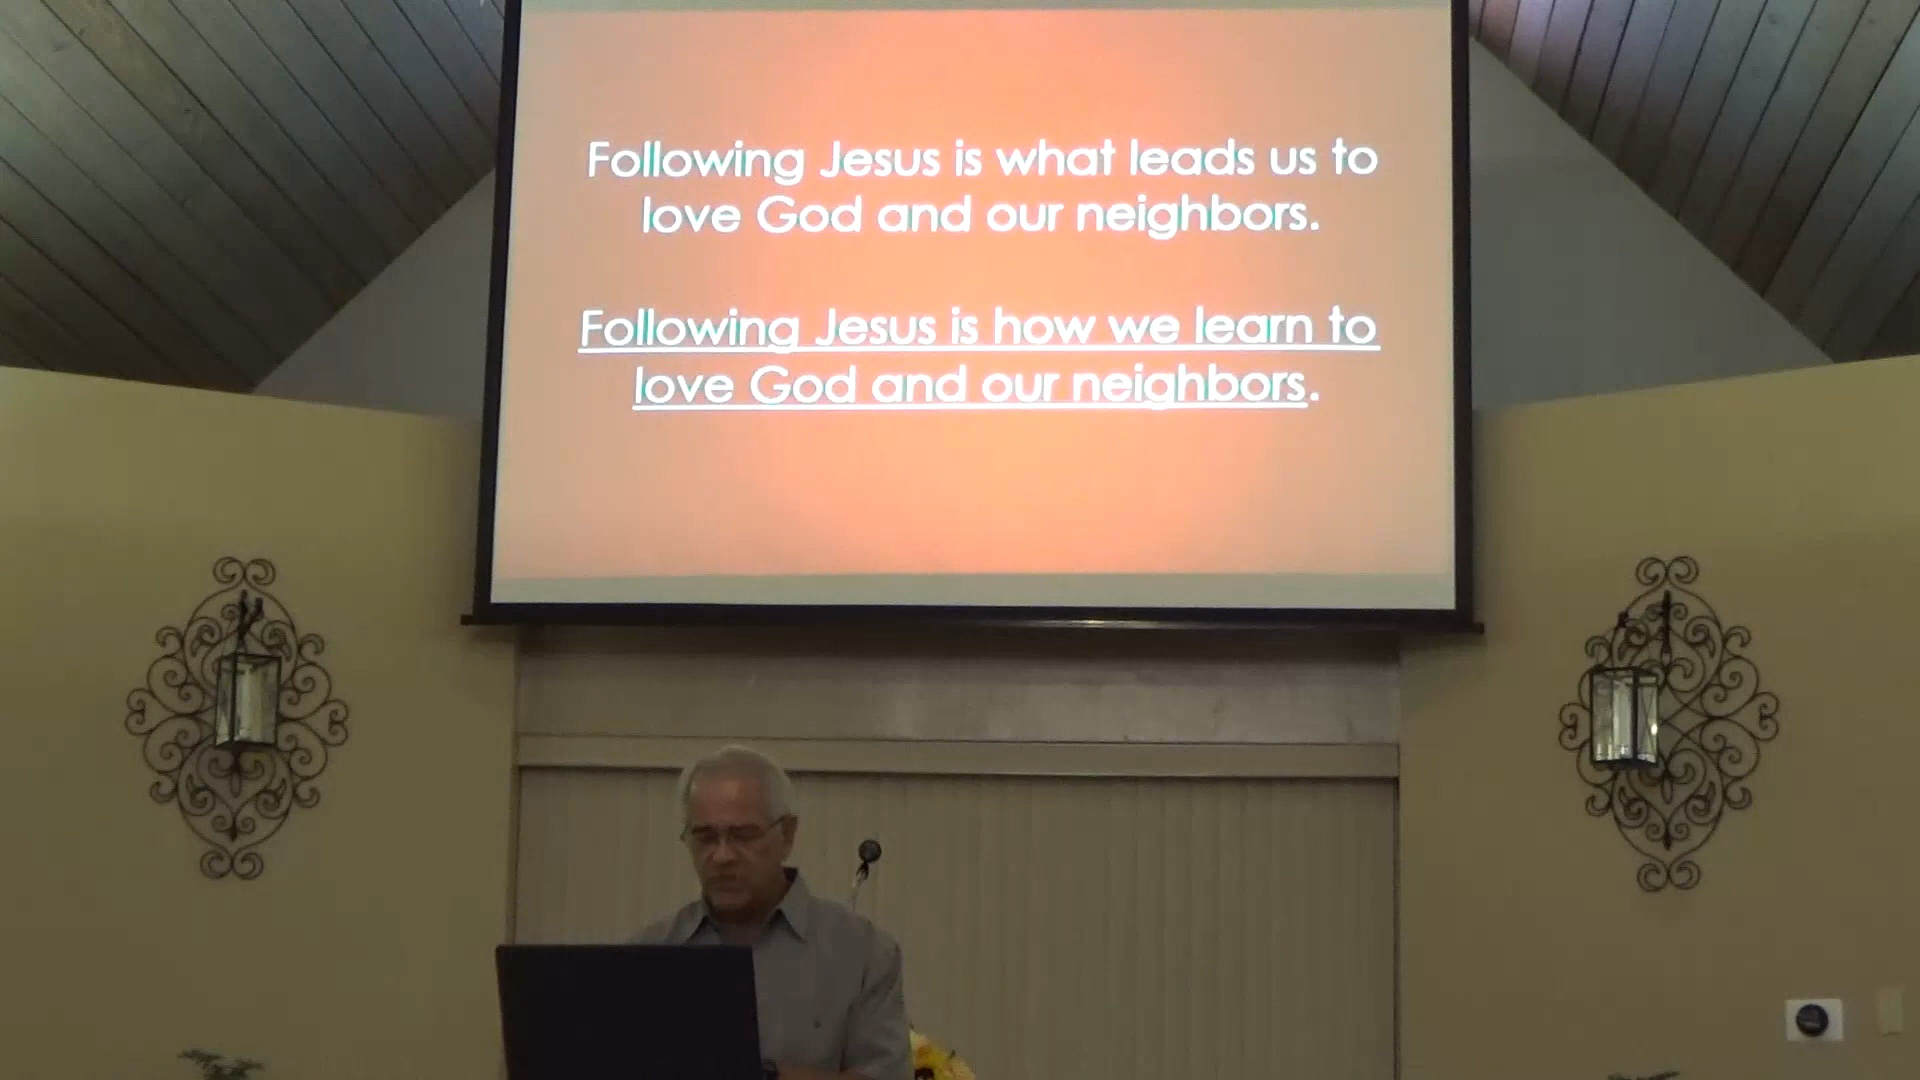 Following Jesus is what leads us to
love God and our neighbors.
Following Jesus is how we learn to
love God and our neighbors.